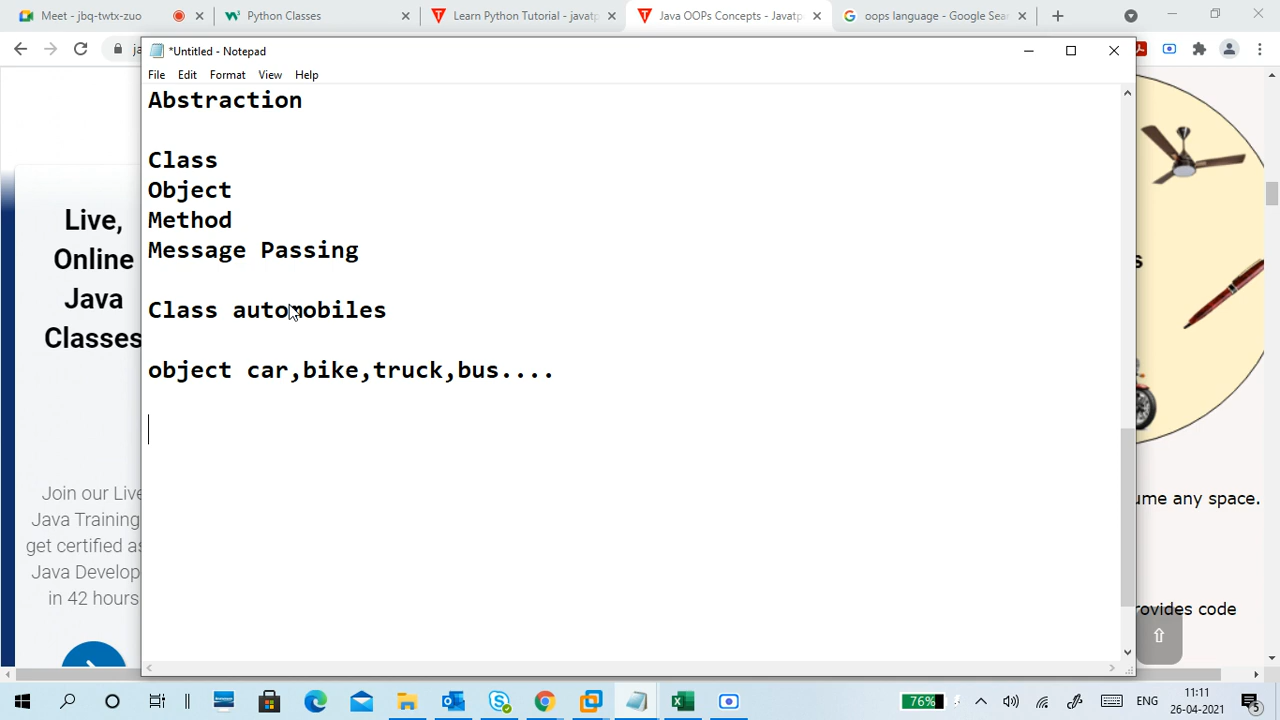 Meet - jbq-twtx-zuo
Python Classes
Learn Python Tutorial - javatp
Java OOPs Concepts - Javatp
oops language - Google Sea
*Untitled - Notepad
File Edit Format View Help
Abstraction
Class
Object
Method
Message Passing
Class automobiles
object car,bike,truck,bus....
Live,
Online
Java
Classes
Join our Live
Java Training
get certified as
Java Develop
in 42 hours
ume any space.
rovides code
76%
ENG
11:11
26-04-2021
5